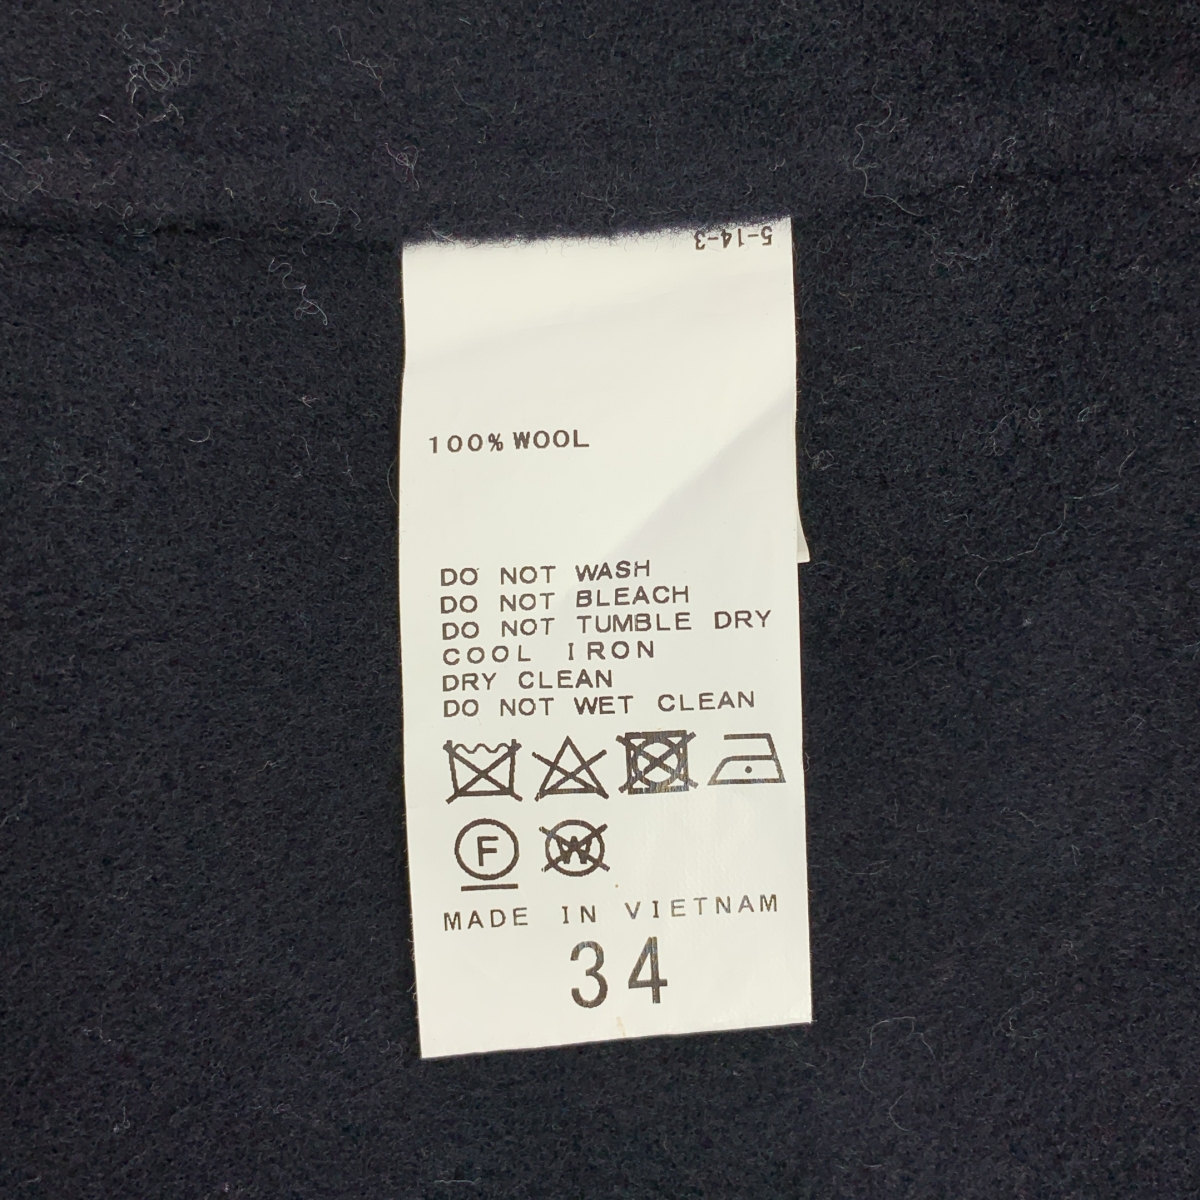 5-14-3
100% WOOL
DO NOT WASH
DO NOT BLEACH
DO NOT TUMBLE DRY
COOL IRON
DRY CLEAN
DO NOT WET CLEAN
F W
MADE IN VIETNAM
34